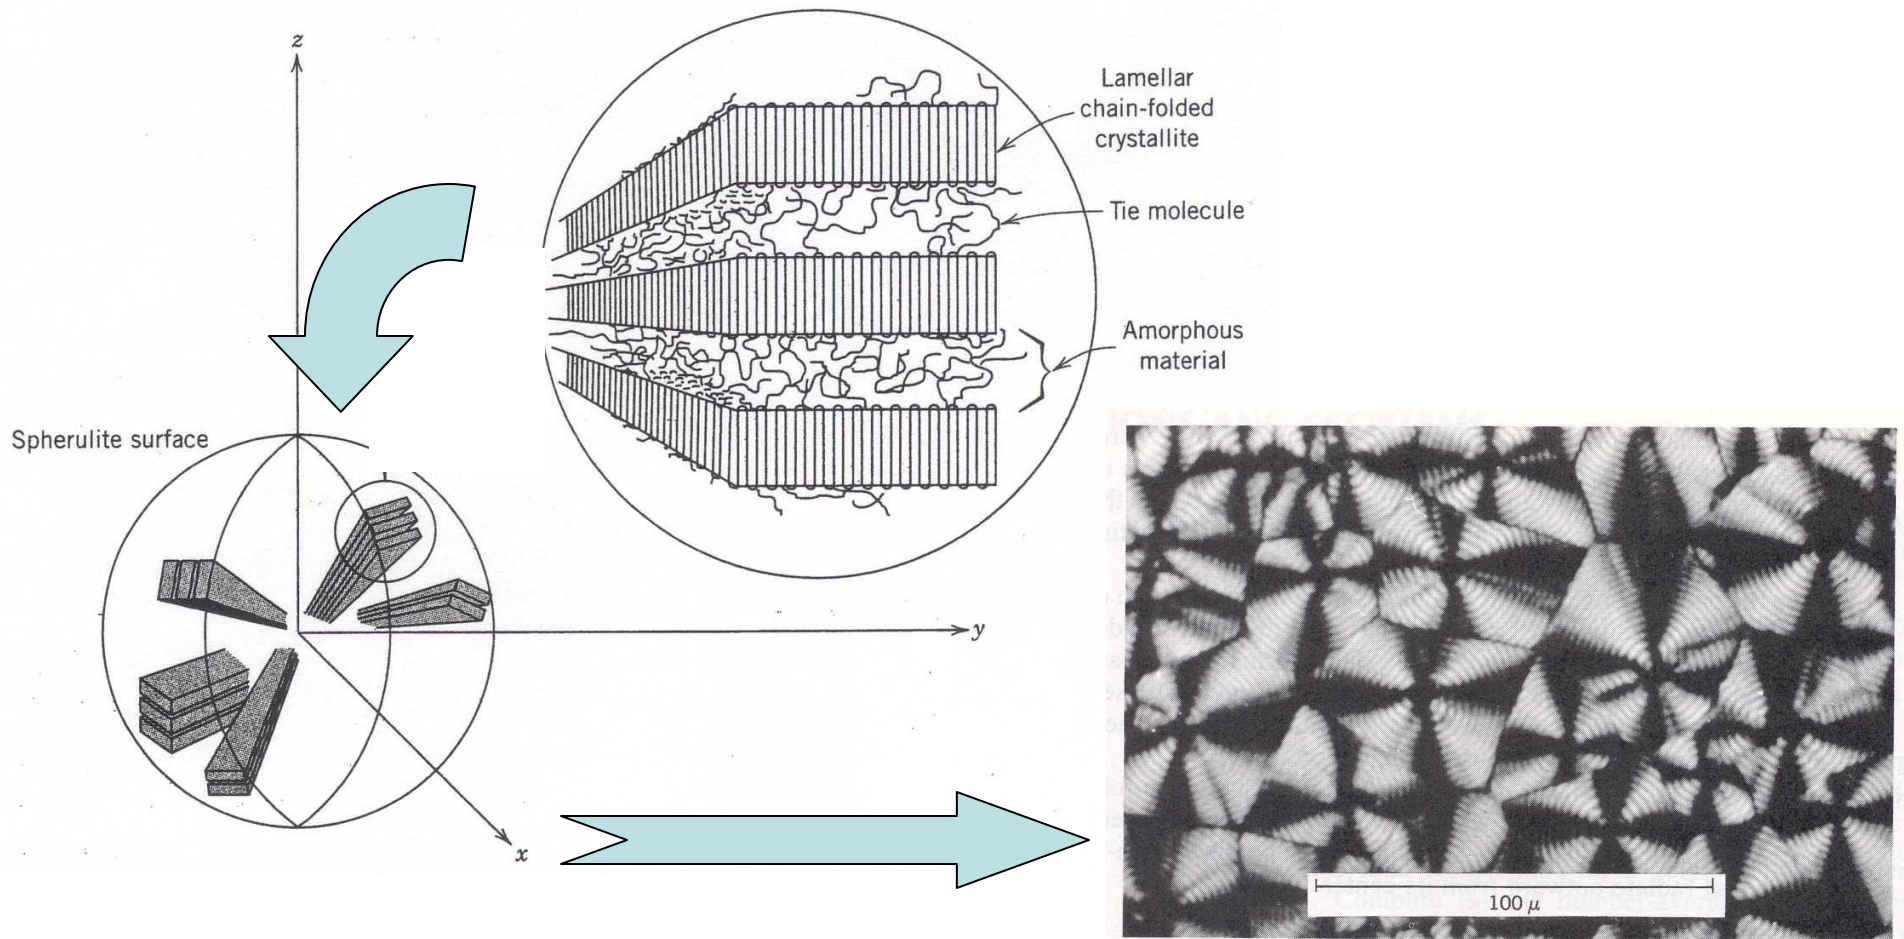 z
Lamellar
chain-folded
crystallite
Tie molecule
Amorphous
material
Spherulite surface
y
x
100 μ